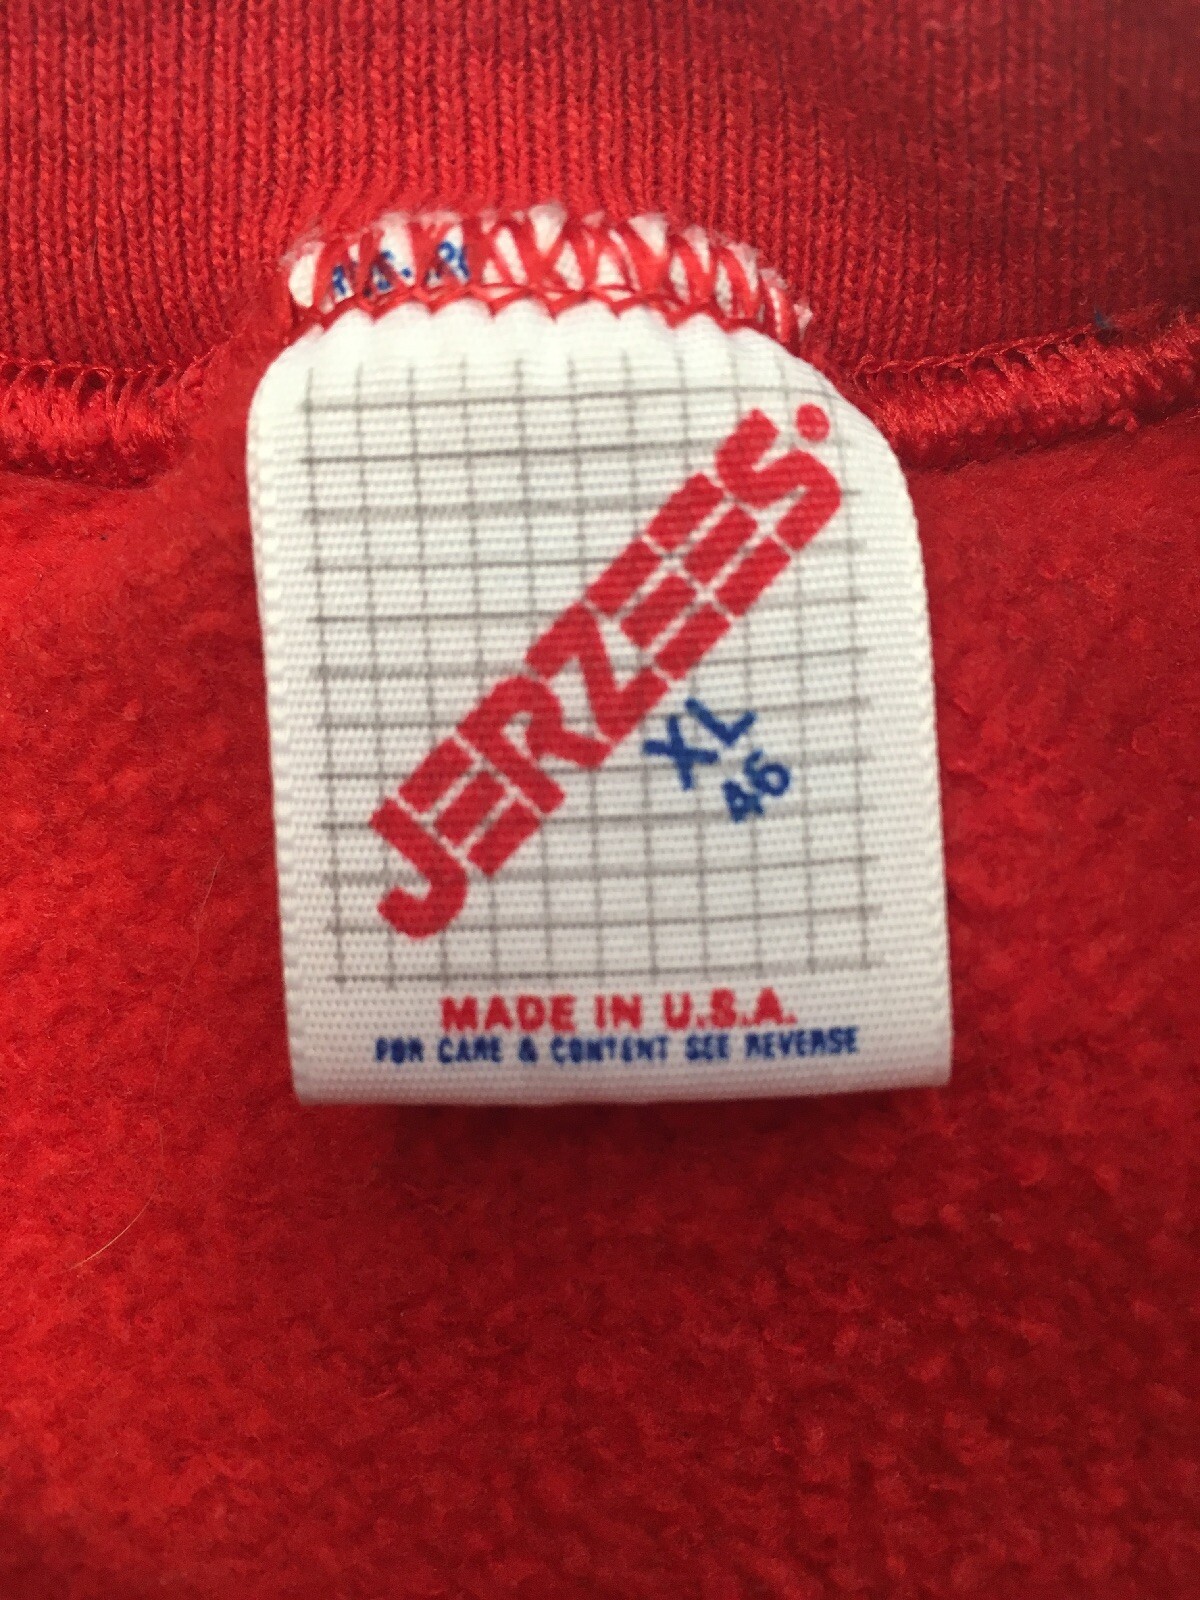 JERZEES
XL
46
MADE IN U.S.A.
FOR CARE & CONTENT SEE REVERSE